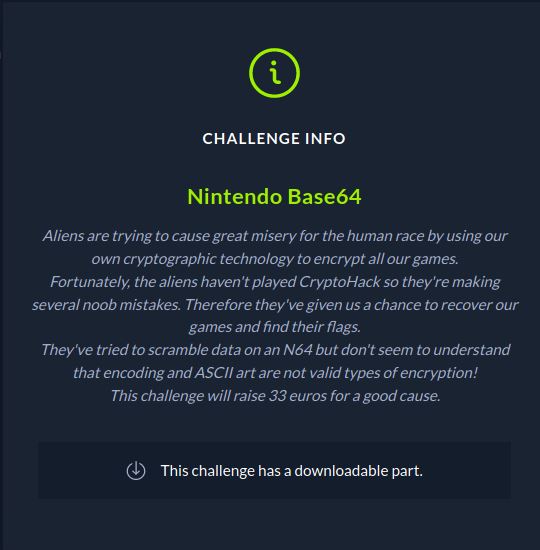 CHALLENGE INFO
Nintendo Base64
Aliens are trying to cause great misery for the human race by using our
own cryptographic technology to encrypt all our games.
Fortunately, the aliens haven't played CryptoHack so they're making
several noob mistakes. Therefore they've given us a chance to recover our
games and find their flags.
They've tried to scramble data on an N64 but don't seem to understand
that encoding and ASCII art are not valid types of encryption!
This challenge will raise 33 euros for a good cause.
This challenge has a downloadable part.